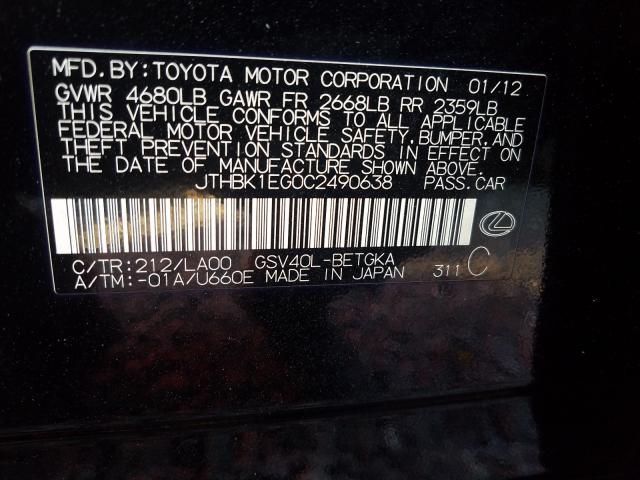 MFD.BY:TOYOTA MOTOR CORPORATION 01/12
GVWR 4680LB GAWR FR 2668LB RR 2359LB
THIS VEHICLE CONFORMS TO ALL APPLICABLE
FEDERAL MOTOR VEHICLE SAFETY,BUMPER,AND
THEFT PREVENTION STANDARDS IN EFFECT ON
THE DATE OF MANUFACTURE SHOWN ABOVE.
JTHBK1EG0C2490638 PASS.CAR
C/TR:212/LA00 GSV40L-BETGKA
A/TM:-01A/U660E MADE IN JAPAN 311 C